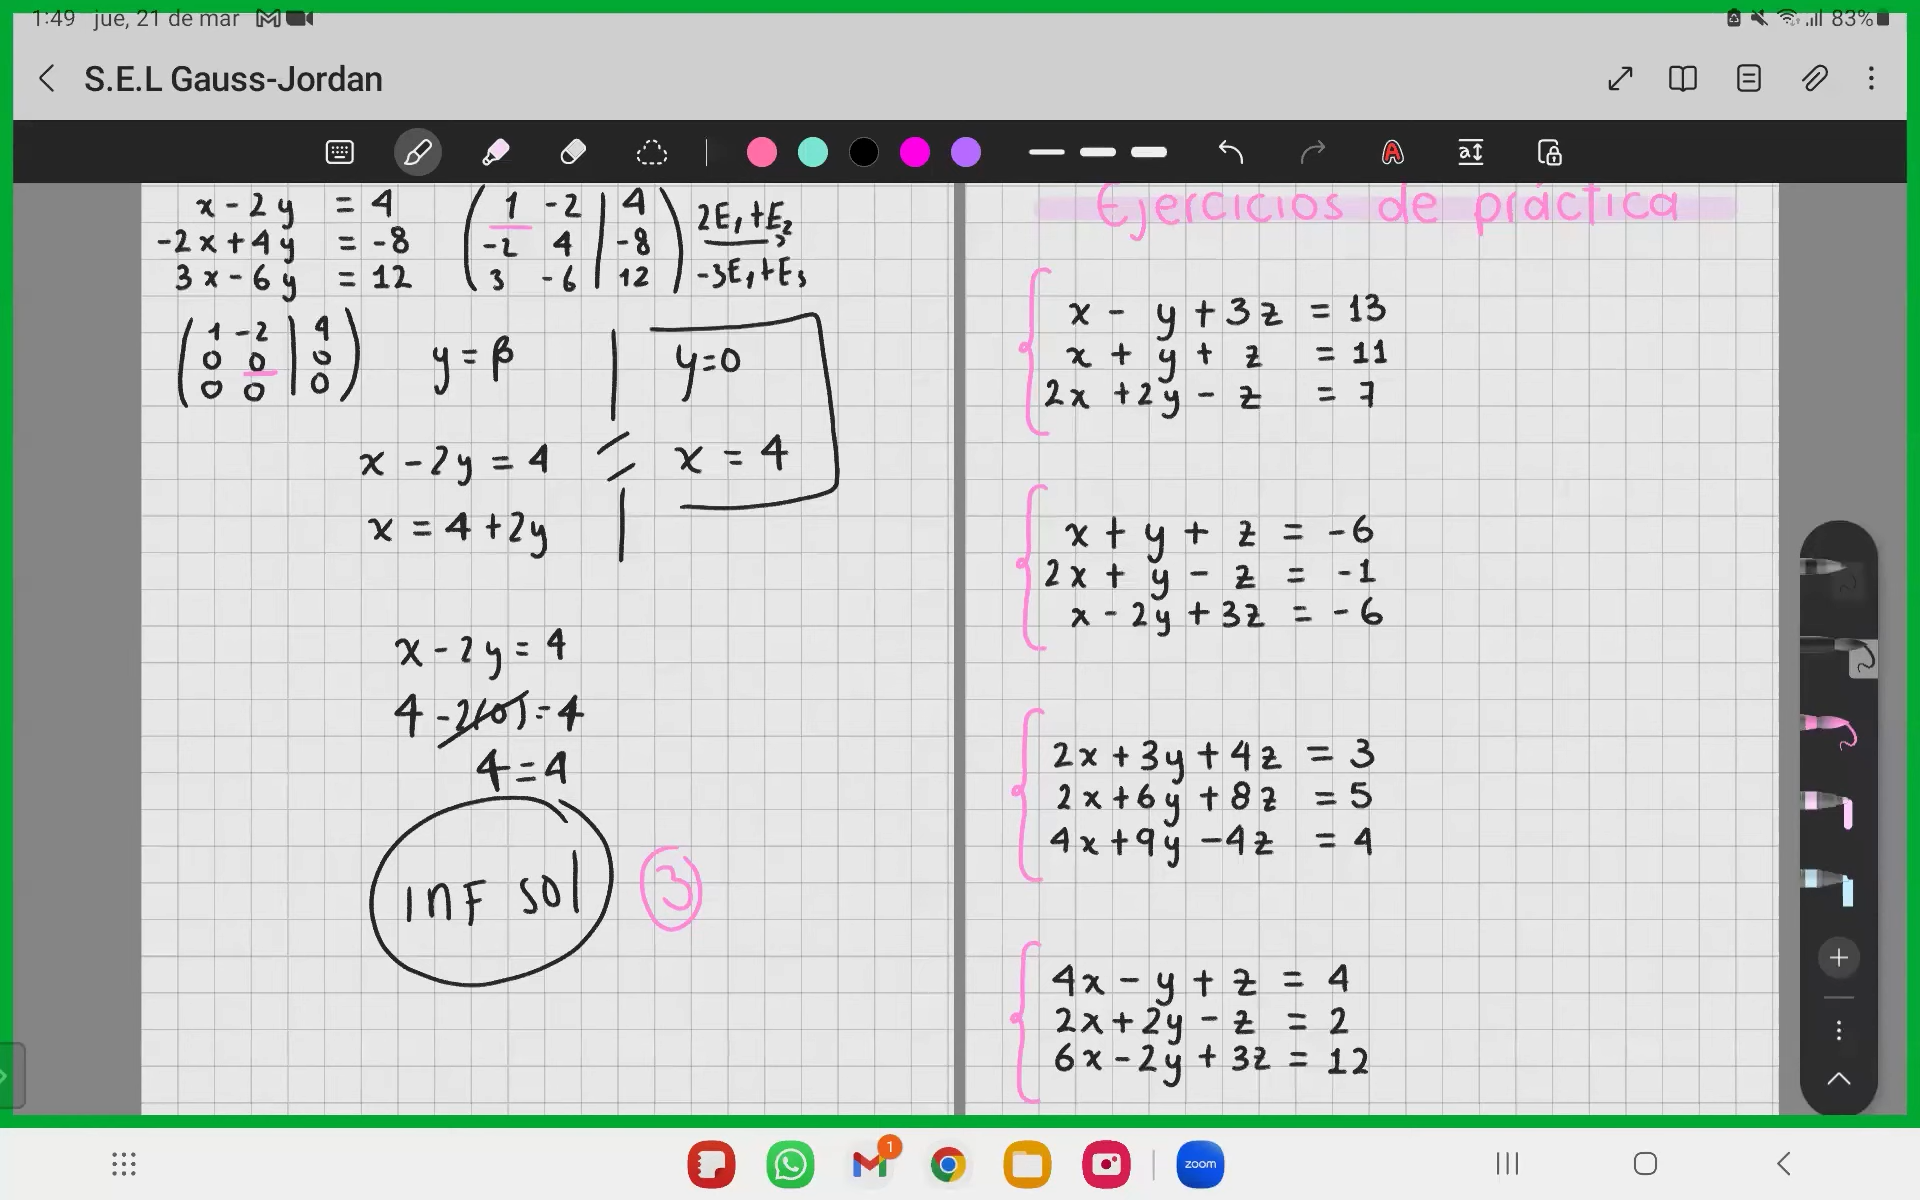 1:49 jue, 21 de mar
83%
S.E.L Gauss-Jordan
x - 2y = 4
-2x + 4y = -8
3x - 6y = 12
1 -2 | 4
-2 4 | -8
3 -6 | 12
2E₁+E₂
-3E₁+E₃
1 -2 | 4
0 0 | 0
0 0 | 0
y = β
y=0
x - 2y = 4
x = 4
x = 4 + 2y
x - 2y = 4
4 - 2(0) = 4
4 = 4
INF SOl
3
Ejercicios de práctica
x - y + 3z = 13
x + y + z = 11
2x + 2y - z = 7
x + y + z = -6
2x + y - z = -1
x - 2y + 3z = -6
2x + 3y + 4z = 3
2x + 6y + 8z = 5
4x + 9y - 4z = 4
4x - y + z = 4
2x + 2y - z = 2
6x - 2y + 3z = 12
1
zoom